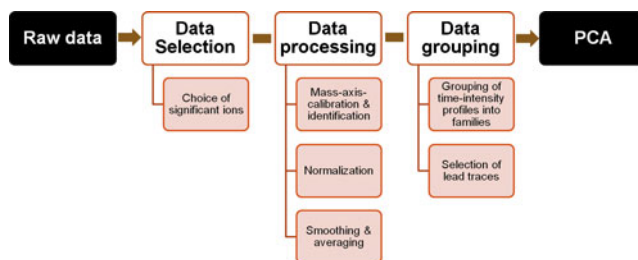 Raw data
Data
Selection
Data
processing
Data
grouping
PCA
Choice of
significant ions
Mass-axis-
calibration &
identification
Normalization
Smoothing &
averaging
Grouping of
time-intensity
profiles into
families
Selection of
lead traces